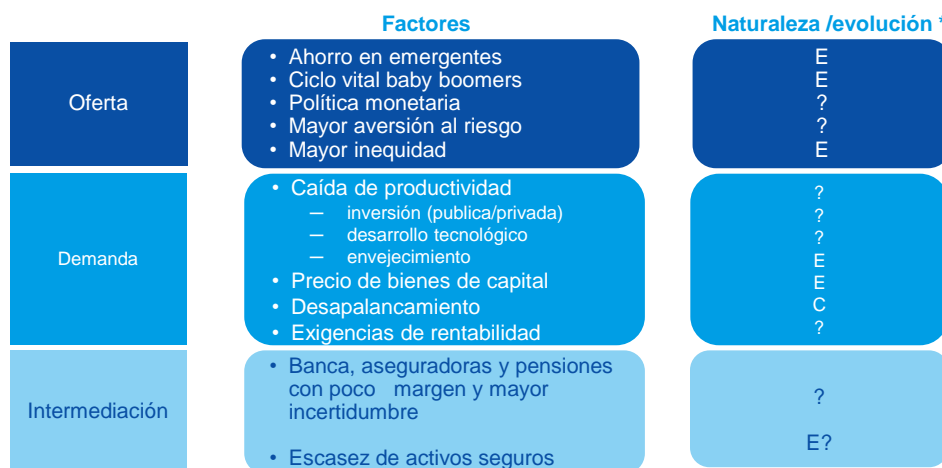 Factores
Naturaleza /evolución *
Oferta
• Ahorro en emergentes
• Ciclo vital baby boomers
• Política monetaria
• Mayor aversión al riesgo
• Mayor inequidad
E
E
?
?
E
Demanda
• Caída de productividad
─ inversión (publica/privada)
─ desarrollo tecnológico
─ envejecimiento
• Precio de bienes de capital
• Desapalancamiento
• Exigencias de rentabilidad
?
?
?
E
E
C
?
Intermediación
• Banca, aseguradoras y pensiones
con poco margen y mayor
incertidumbre
• Escasez de activos seguros
?
E?